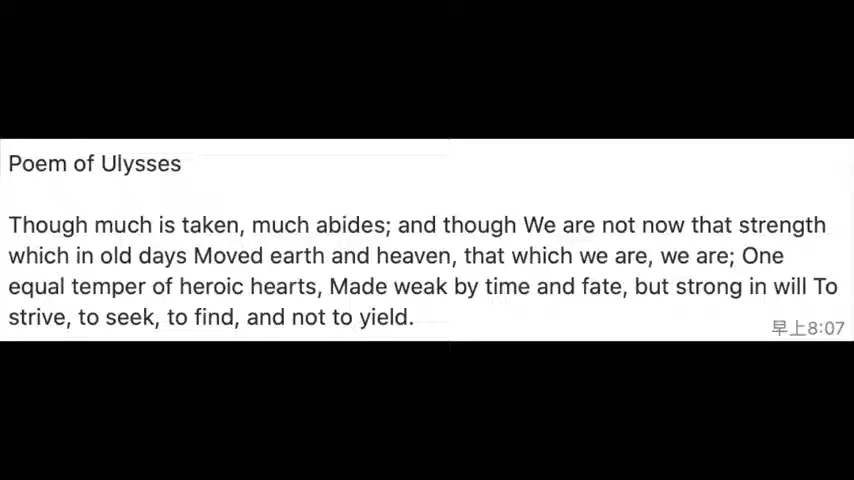 Poem of Ulysses
Though much is taken, much abides; and though We are not now that strength
which in old days Moved earth and heaven, that which we are, we are; One
equal temper of heroic hearts, Made weak by time and fate, but strong in will To
strive, to seek, to find, and not to yield.
早上8:07